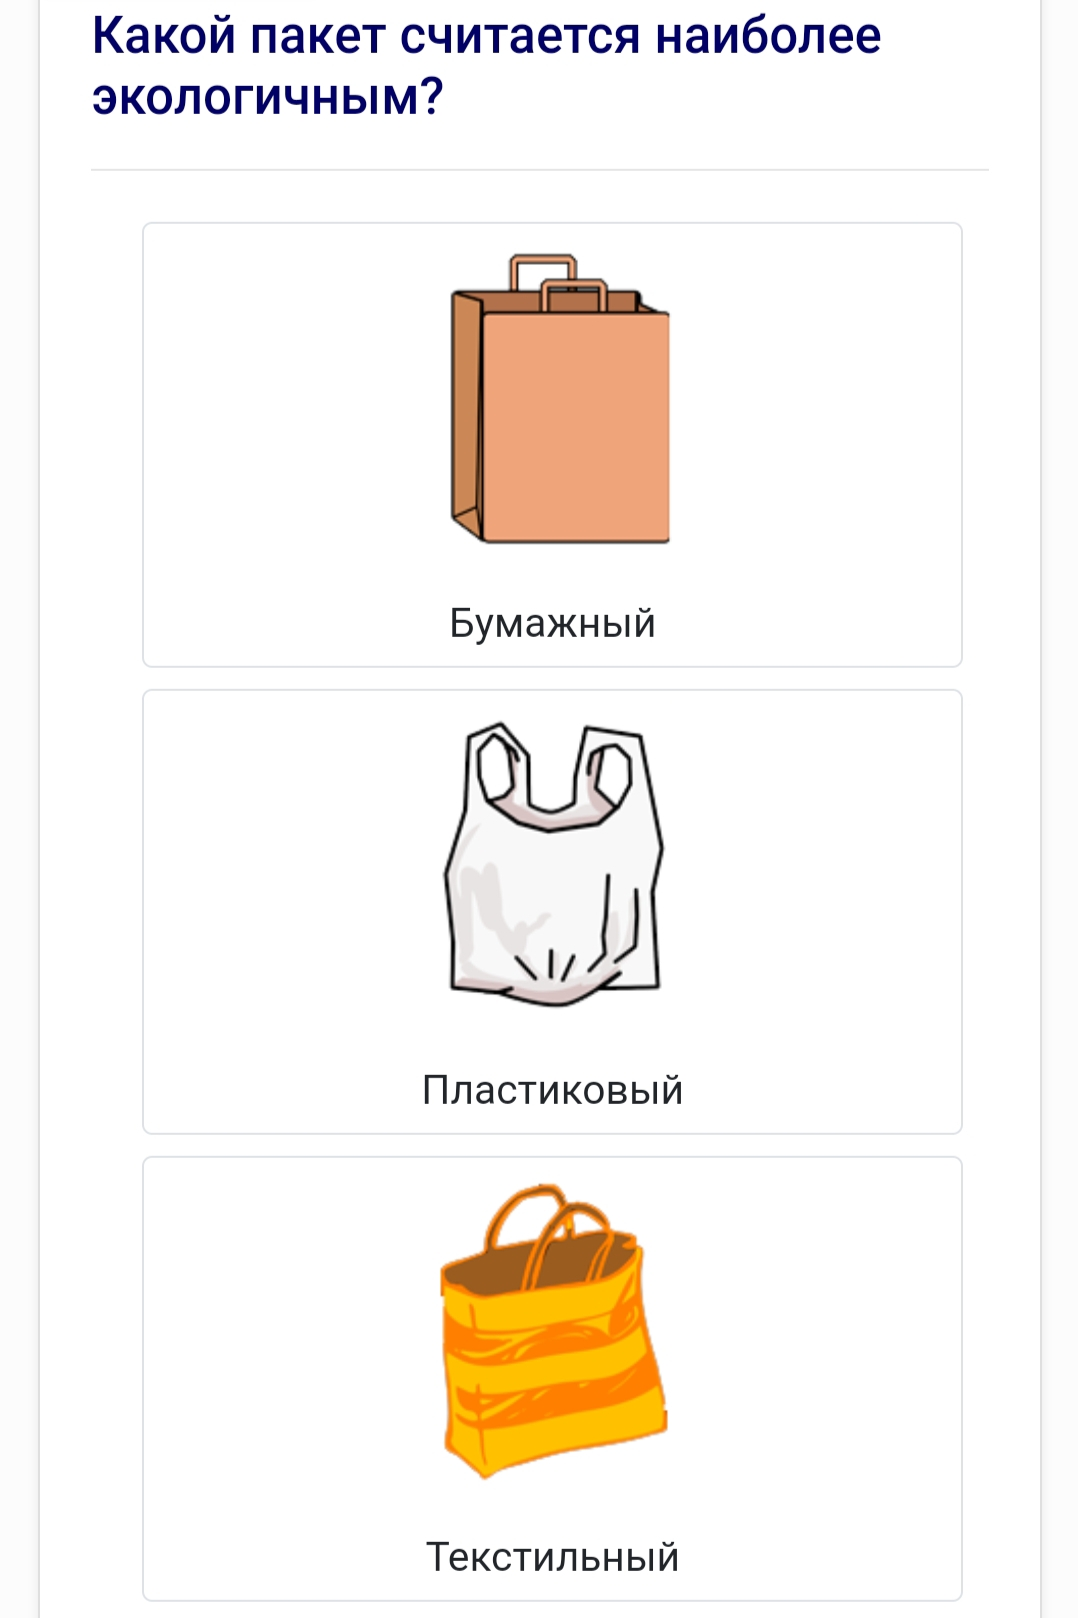 Какой пакет считается наиболее
экологичным?
Бумажный
Пластиковый
Текстильный